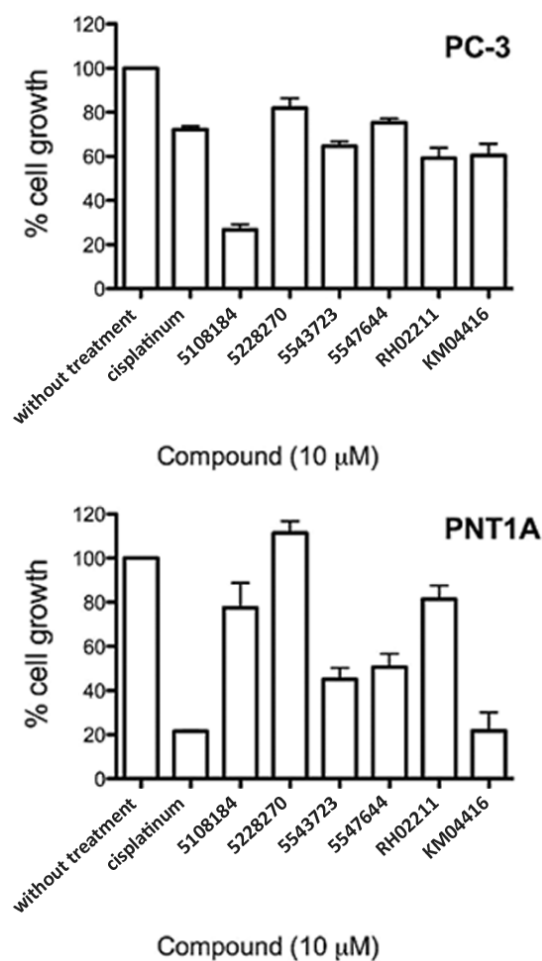 PC-3
% cell growth
120
100
80
60
40
20
0
without treatment
cisplatinum
5108184
5228270
5543723
5547644
RH02211
KM04416
Compound (10 μM)
PNT1A
% cell growth
120
100
80
60
40
20
0
without treatment
cisplatinum
5108184
5228270
5543723
5547644
RH02211
KM04416
Compound (10 μM)